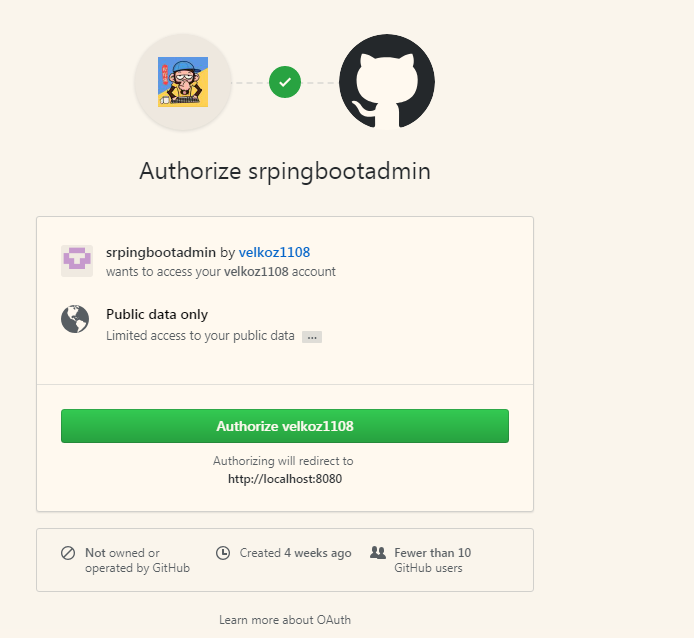 Authorize srpingbootadmin
srpingbootadmin by velkoz1108
wants to access your velkoz1108 account
Public data only
Limited access to your public data ...
Authorize velkoz1108
Authorizing will redirect to
http://localhost:8080
Not owned or
operated by GitHub
Created 4 weeks ago
Fewer than 10
GitHub users
Learn more about OAuth